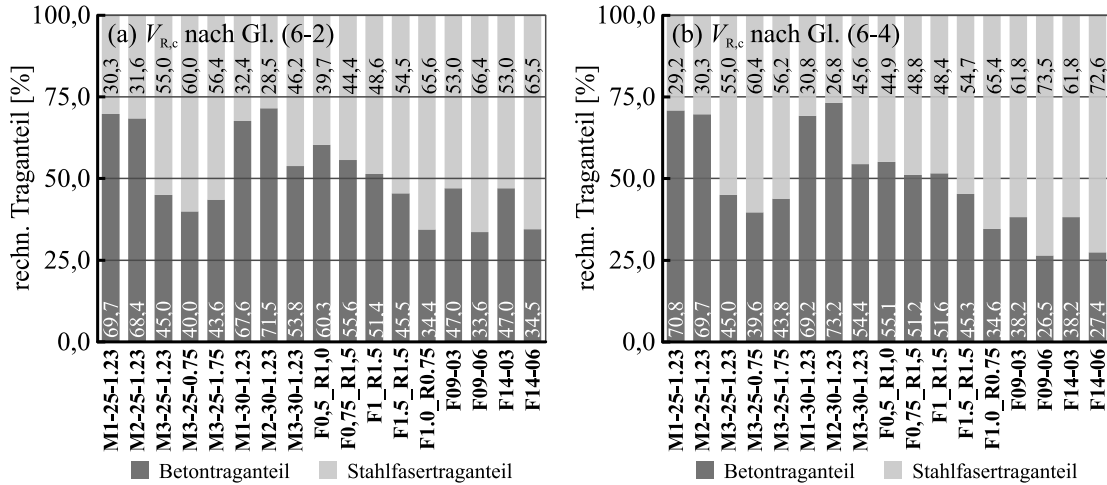 (a) V_R,c nach Gl. (6-2)
rechn. Traganteil [%]
100,0
75,0
50,0
25,0
0,0
30,3 31,6 55,0 60,0 56,4 32,4 28,5 46,2 39,7 44,4 48,6 54,5 65,6 53,0 66,4 53,0 65,5
69,7 68,4 45,0 40,0 43,6 67,6 71,5 53,8 60,3 55,6 51,4 45,5 34,4 47,0 33,6 47,0 34,5
M1-25-1.23
M2-25-1.23
M3-25-1.23
M3-25-0.75
M3-25-1.75
M1-30-1.23
M2-30-1.23
M3-30-1.23
F0,5_R1,0
F0,75_R1,5
F1_R1.5
F1.5_R1.5
F1.0_R0.75
F09-03
F09-06
F14-03
F14-06
Betontraganteil
Stahlfasertraganteil
(b) V_R,c nach Gl. (6-4)
rechn. Traganteil [%]
100,0
75,0
50,0
25,0
0,0
29,2 30,3 55,0 60,4 56,2 30,8 26,8 45,6 44,9 48,8 48,4 54,7 65,4 61,8 73,5 61,8 72,6
70,8 69,7 45,0 39,6 43,8 69,2 73,2 54,4 55,1 51,2 51,6 45,3 34,6 38,2 26,5 38,2 27,4
M1-25-1.23
M2-25-1.23
M3-25-1.23
M3-25-0.75
M3-25-1.75
M1-30-1.23
M2-30-1.23
M3-30-1.23
F0,5_R1,0
F0,75_R1,5
F1_R1.5
F1.5_R1.5
F1.0_R0.75
F09-03
F09-06
F14-03
F14-06
Betontraganteil
Stahlfasertraganteil